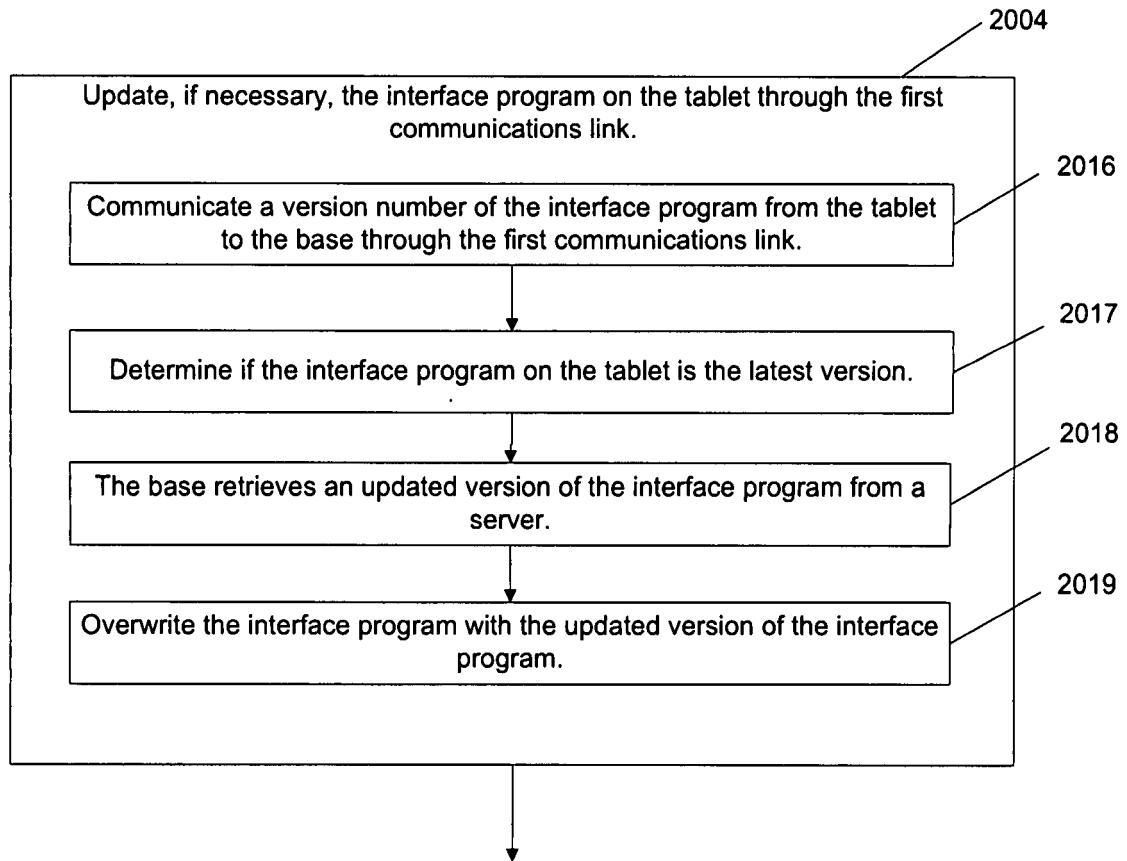 2004
Update, if necessary, the interface program on the tablet through the first
communications link.
2016
Communicate a version number of the interface program from the tablet
to the base through the first communications link.
2017
Determine if the interface program on the tablet is the latest version.
2018
The base retrieves an updated version of the interface program from a
server.
2019
Overwrite the interface program with the updated version of the interface
program.